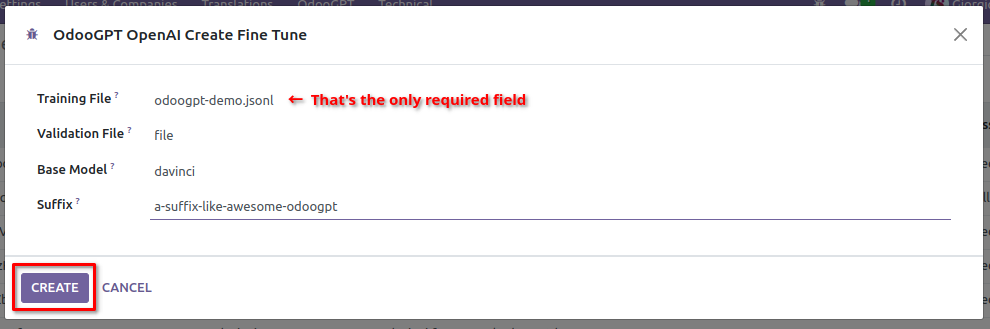 Users & Companies Translations OdooGPT Technical
OdooGPT OpenAI Create Fine Tune
Training File ? odoogpt-demo.jsonl ← That's the only required field
Validation File ? file
Base Model ? davinci
Suffix ? a-suffix-like-awesome-odoogpt
CREATE CANCEL